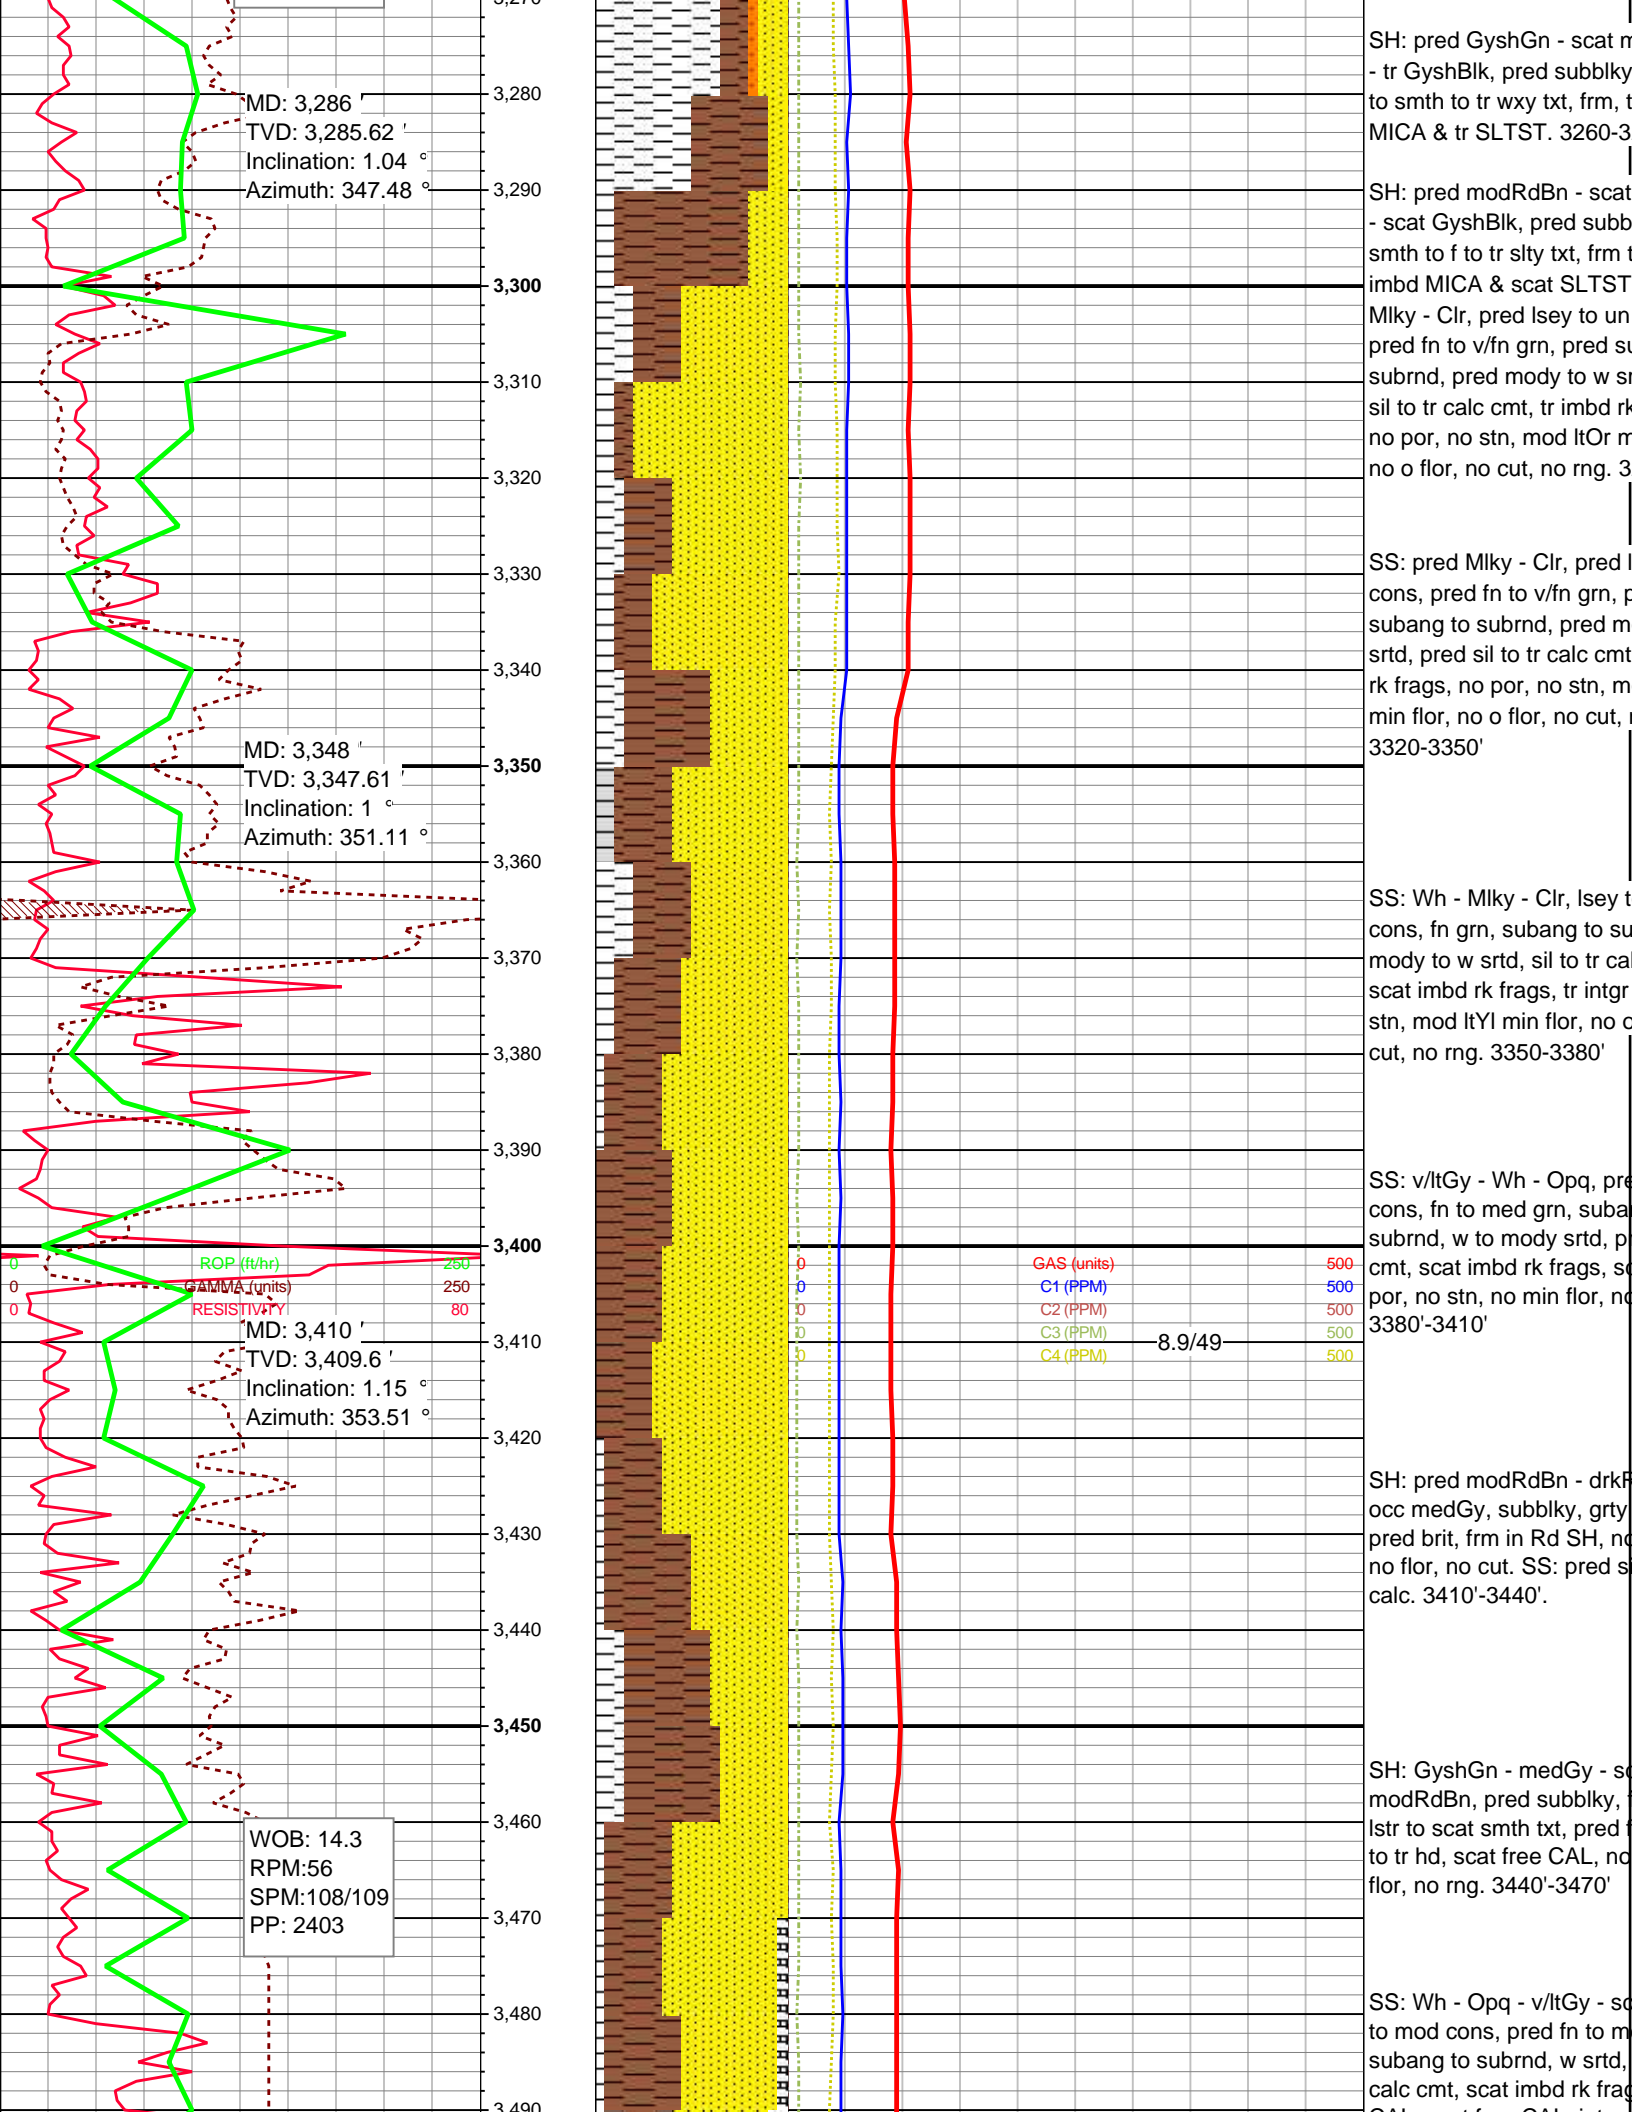 MD: 3,286 '
TVD: 3,285.62 '
Inclination: 1.04 °
Azimuth: 347.48 °
MD: 3,348 '
TVD: 3,347.61 '
Inclination: 1 °
Azimuth: 351.11 °
0 ROP (ft/hr) 250
0 GAMMA (units) 250
0 RESISTIVITY 80
MD: 3,410 '
TVD: 3,409.6 '
Inclination: 1.15 °
Azimuth: 353.51 °
WOB: 14.3
RPM:56
SPM:108/109
PP: 2403
3,270
3,280
3,290
3,300
3,310
3,320
3,330
3,340
3,350
3,360
3,370
3,380
3,390
3,400
3,410
3,420
3,430
3,440
3,450
3,460
3,470
3,480
3,490
0 GAS (units) 500
0 C1 (PPM) 500
0 C2 (PPM) 500
0 C3 (PPM) 500
0 C4 (PPM) 500
8.9/49
SH: pred GyshGn - scat
- tr GyshBlk, pred subblky
to smth to tr wxy txt, frm,
MICA & tr SLTST. 3260-3
SH: pred modRdBn - scat
- scat GyshBlk, pred subb
smth to f to tr slty txt, frm
imbd MICA & scat SLTST
Mlky - Clr, pred lsey to un
pred fn to v/fn grn, pred
subrnd, pred mody to w
sil to tr calc cmt, tr imbd
no por, no stn, mod ltOr
no o flor, no cut, no rng. 3
SS: pred Mlky - Clr, pred
cons, pred fn to v/fn grn,
subang to subrnd, pred
srtd, pred sil to tr calc cmt
rk frags, no por, no stn,
min flor, no o flor, no cut,
3320-3350'
SS: Wh - Mlky - Clr, lsey
cons, fn grn, subang to
mody to w srtd, sil to tr
scat imbd rk frags, tr intgr
stn, mod ltYl min flor, no
cut, no rng. 3350-3380'
SS: v/ltGy - Wh - Opq,
cons, fn to med grn,
subrnd, w to mody srtd,
cmt, scat imbd rk frags,
por, no stn, no min flor,
3380'-3410'
SH: pred modRdBn -
occ medGy, subblky, grty
pred brit, frm in Rd SH,
no flor, no cut. SS: pred
calc. 3410'-3440'.
SH: GyshGn - medGy -
modRdBn, pred subblky,
lstr to scat smth txt, pred
to tr hd, scat free CAL,
flor, no rng. 3440'-3470'
SS: Wh - Opq - v/ltGy -
to mod cons, pred fn to
subang to subrnd, w srtd,
calc cmt, scat imbd rk